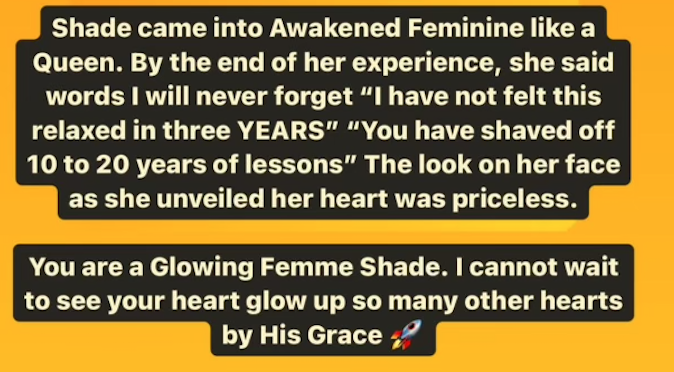 Shade came into Awakened Feminine like a
Queen. By the end of her experience, she said
words I will never forget “I have not felt this
relaxed in three YEARS” “You have shaved off
10 to 20 years of lessons” The look on her face
as she unveiled her heart was priceless.
You are a Glowing Femme Shade. I cannot wait
to see your heart glow up so many other hearts
by His Grace 🚀